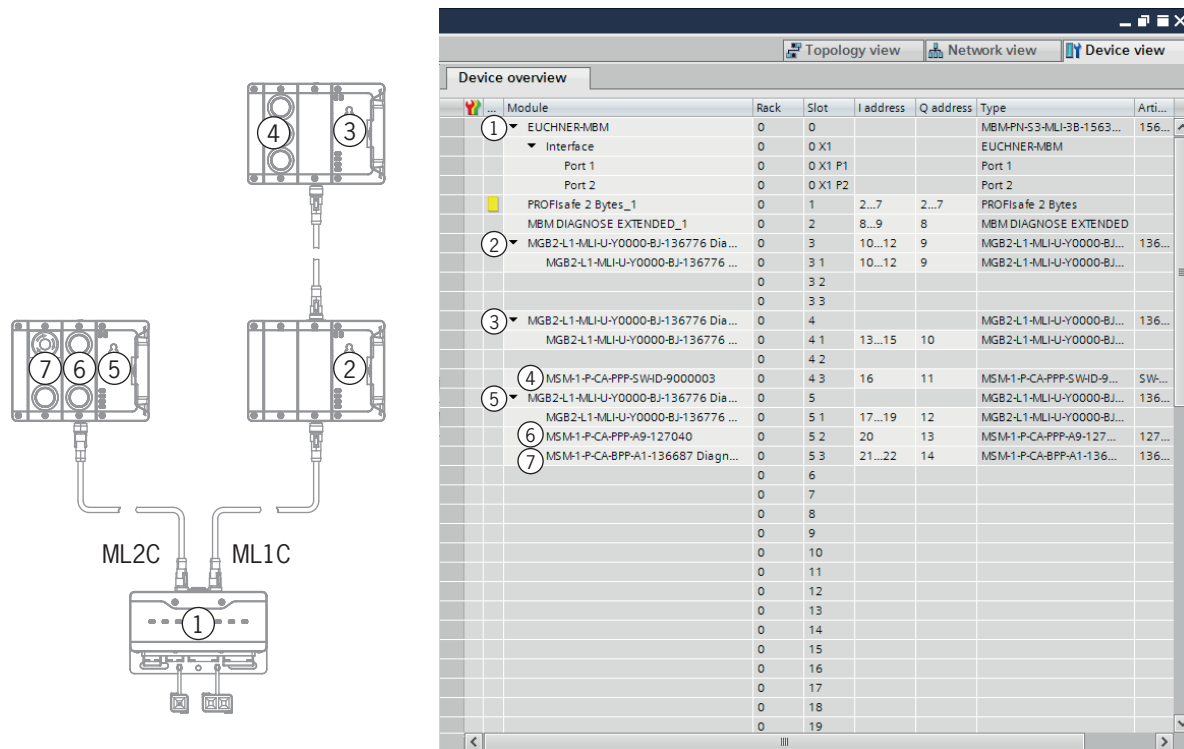 4
3
7
6
5
2
ML2C
ML1C
1
Topology view Network view Device view
Device overview
... Module Rack Slot I address Q address Type Arti...
1 EUCHNER-MBM 0 0 MBM-PN-S3-MLI-3B-1563... 156...
Interface 0 0 X1 EUCHNER-MBM
Port 1 0 0 X1 P1 Port 1
Port 2 0 0 X1 P2 Port 2
PROFIsafe 2 Bytes_1 0 1 2...7 2...7 PROFIsafe 2 Bytes
MBM DIAGNOSE EXTENDED_1 0 2 8...9 8 MBM DIAGNOSE EXTENDED
2 MGB2-L1-MLI-U-Y0000-BJ-136776 Dia... 0 3 10...12 9 MGB2-L1-MLI-U-Y0000-BJ... 136...
MGB2-L1-MLI-U-Y0000-BJ-136776 ... 0 3 1 10...12 9 MGB2-L1-MLI-U-Y0000-BJ...
0 3 2
0 3 3
3 MGB2-L1-MLI-U-Y0000-BJ-136776 Dia... 0 4 MGB2-L1-MLI-U-Y0000-BJ... 136...
MGB2-L1-MLI-U-Y0000-BJ-136776 ... 0 4 1 13...15 10 MGB2-L1-MLI-U-Y0000-BJ...
0 4 2
4 MSM-1-P-CA-PPP-SW-ID-9000003 0 4 3 16 11 MSM-1-P-CA-PPP-SW-ID-9... SW-...
5 MGB2-L1-MLI-U-Y0000-BJ-136776 Dia... 0 5 MGB2-L1-MLI-U-Y0000-BJ... 136...
MGB2-L1-MLI-U-Y0000-BJ-136776 ... 0 5 1 17...19 12 MGB2-L1-MLI-U-Y0000-BJ...
6 MSM-1-P-CA-PPP-A9-127040 0 5 2 20 13 MSM-1-P-CA-PPP-A9-127... 127...
7 MSM-1-P-CA-BPP-A1-136687 Diagn... 0 5 3 21...22 14 MSM-1-P-CA-BPP-A1-136... 136...
0 6
0 7
0 8
0 9
0 10
0 11
0 12
0 13
0 14
0 15
0 16
0 17
0 18
0 19